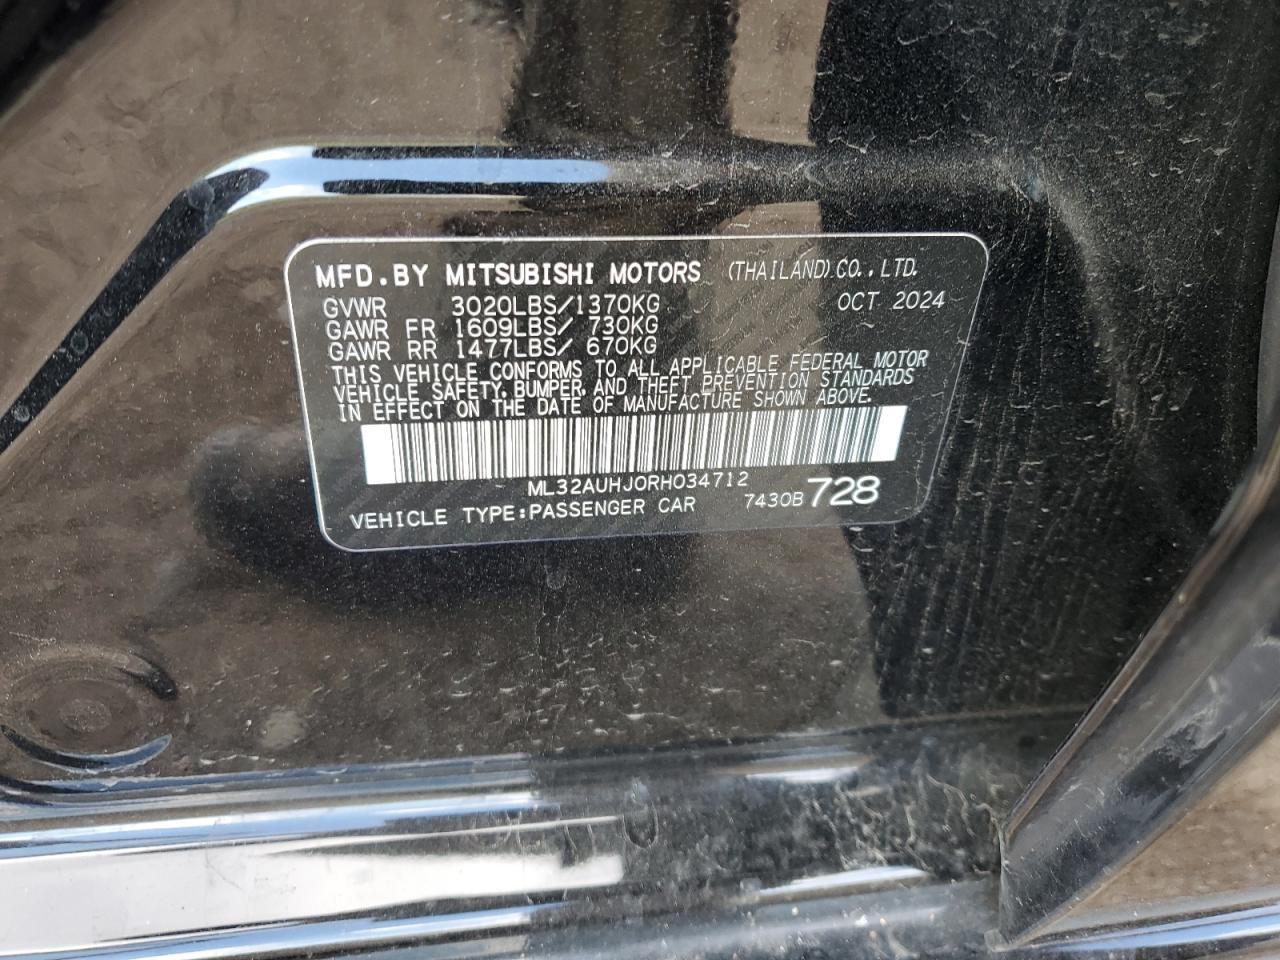 MFD.BY MITSUBISHI MOTORS (THAILAND)CO.,LTD.
GVWR 3020LBS/1370KG OCT 2024
GAWR FR 1609LBS/ 730KG
GAWR RR 1477LBS/ 670KG
THIS VEHICLE CONFORMS TO ALL APPLICABLE FEDERAL MOTOR
VEHICLE SAFETY, BUMPER, AND THEFT PREVENTION STANDARDS
IN EFFECT ON THE DATE OF MANUFACTURE SHOWN ABOVE.
ML32AUHJ0RH034712
VEHICLE TYPE:PASSENGER CAR 7430B 728